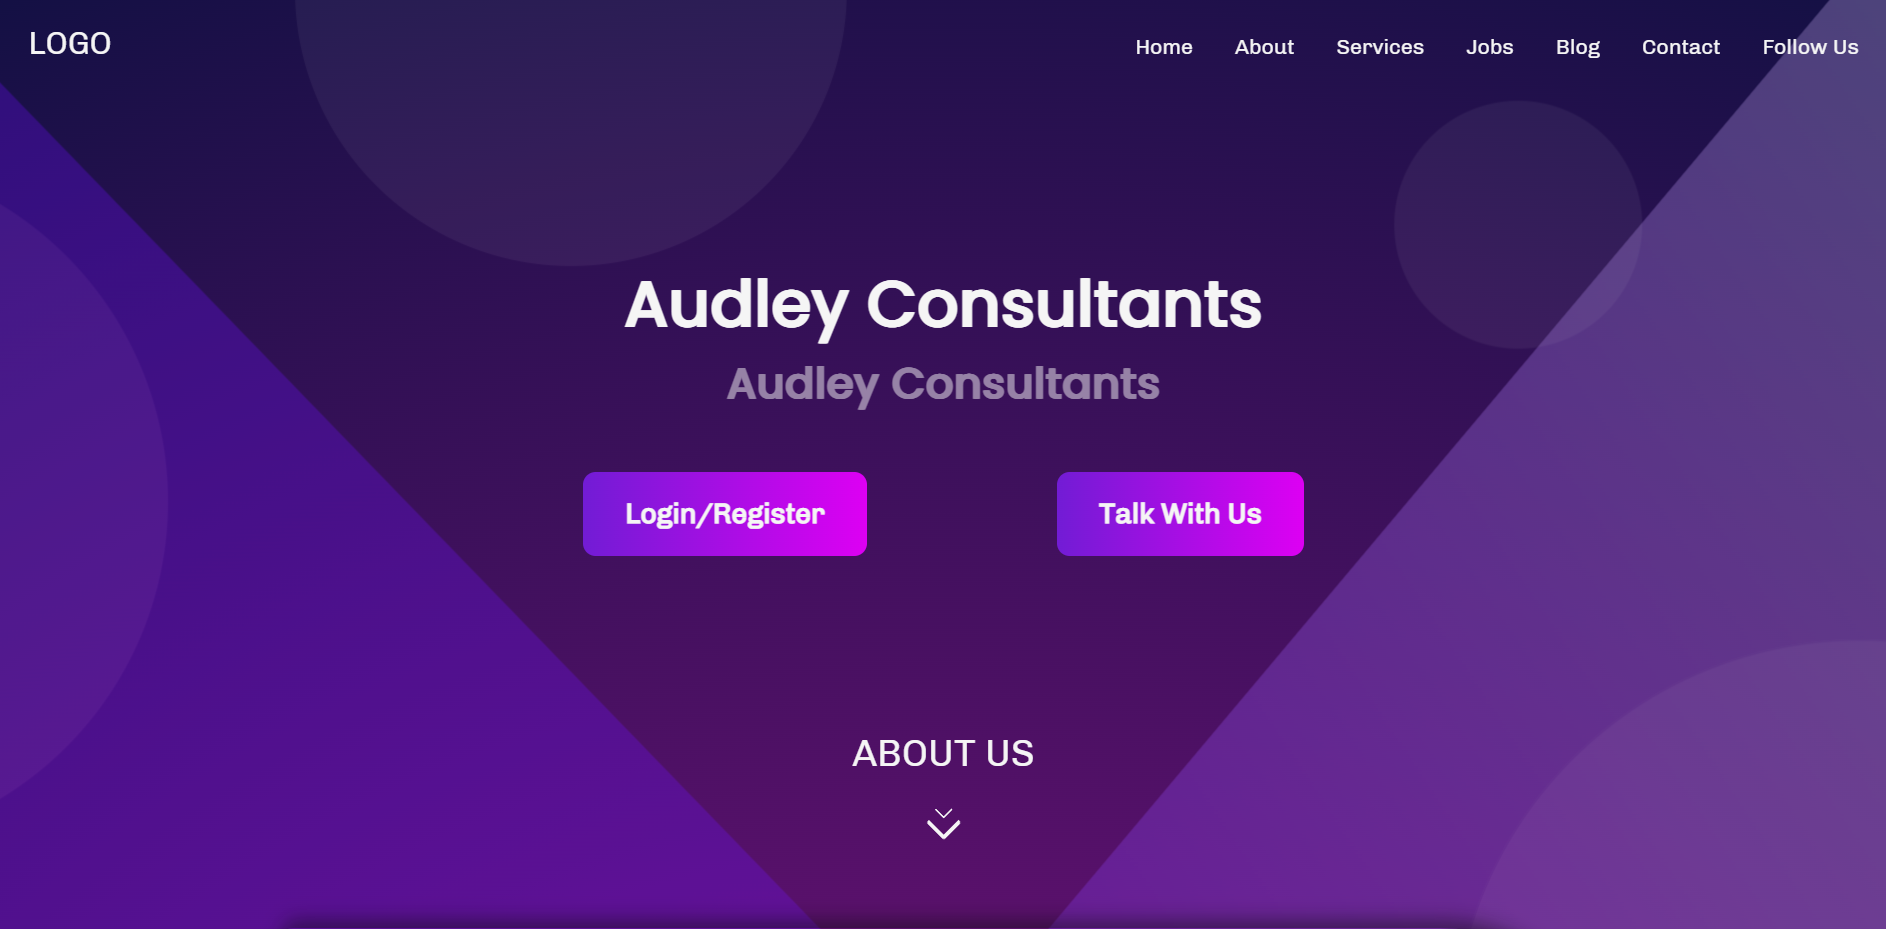 LOGO
Home About Services Jobs Blog Contact Follow Us
Audley Consultants
Audley Consultants
Login/Register
Talk With Us
ABOUT US